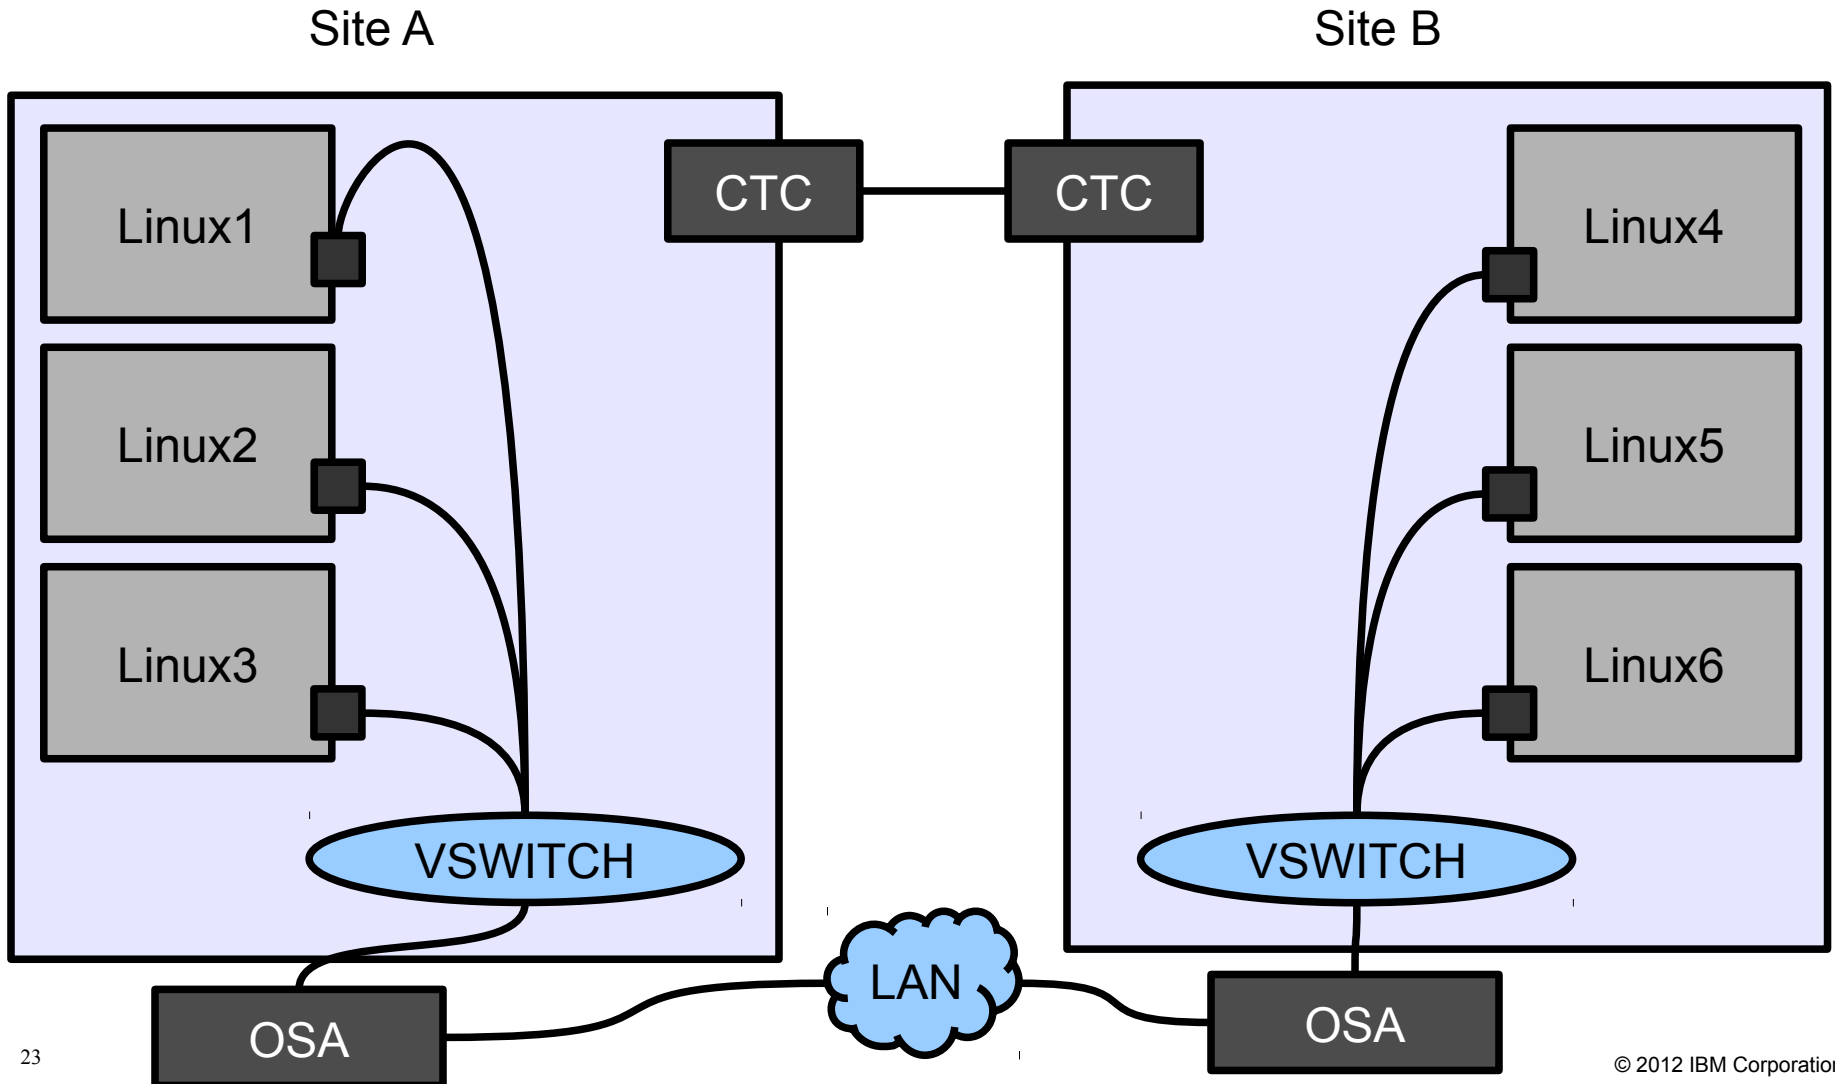 Site A
Site B
Linux1
CTC
CTC
Linux4
Linux2
Linux5
Linux3
Linux6
VSWITCH
VSWITCH
LAN
OSA
OSA
23
© 2012 IBM Corporation